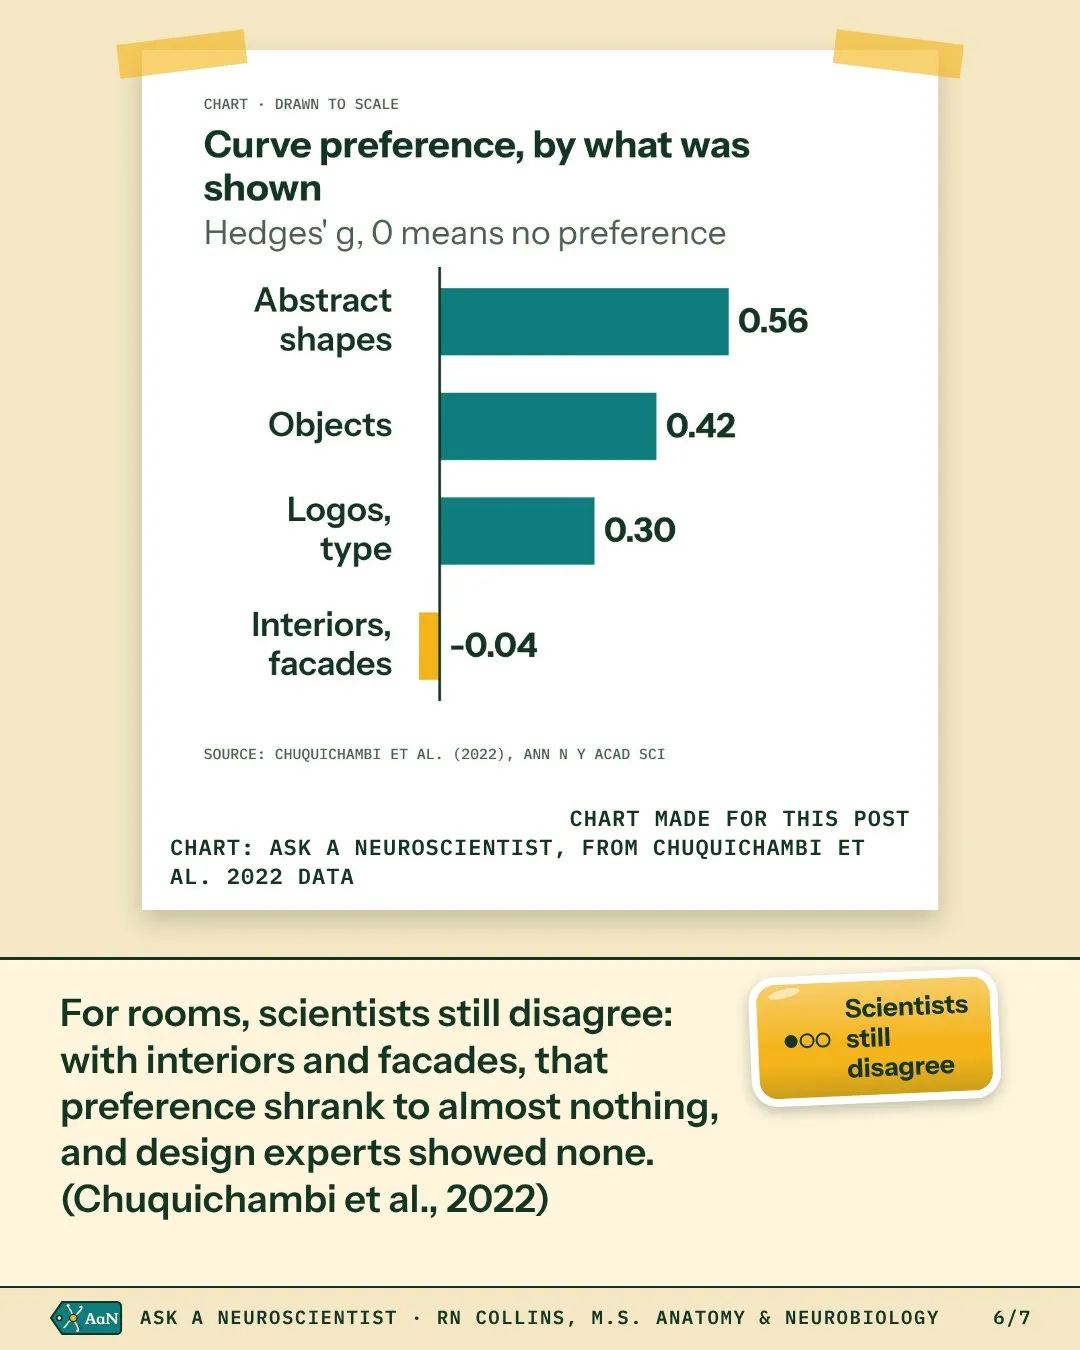 CHART · DRAWN TO SCALE
Curve preference, by what was
shown
Hedges' g, 0 means no preference
Abstract
shapes
0.56
Objects
0.42
Logos,
type
0.30
Interiors,
facades
-0.04
SOURCE: CHUQUICHAMBI ET AL. (2022), ANN N Y ACAD SCI
CHART MADE FOR THIS POST
CHART: ASK A NEUROSCIENTIST, FROM CHUQUICHAMBI ET
AL. 2022 DATA
For rooms, scientists still disagree:
with interiors and facades, that
preference shrank to almost nothing,
and design experts showed none.
(Chuquichambi et al., 2022)
Scientists
still
disagree
AaN
ASK A NEUROSCIENTIST · RN COLLINS, M.S. ANATOMY & NEUROBIOLOGY
6/7